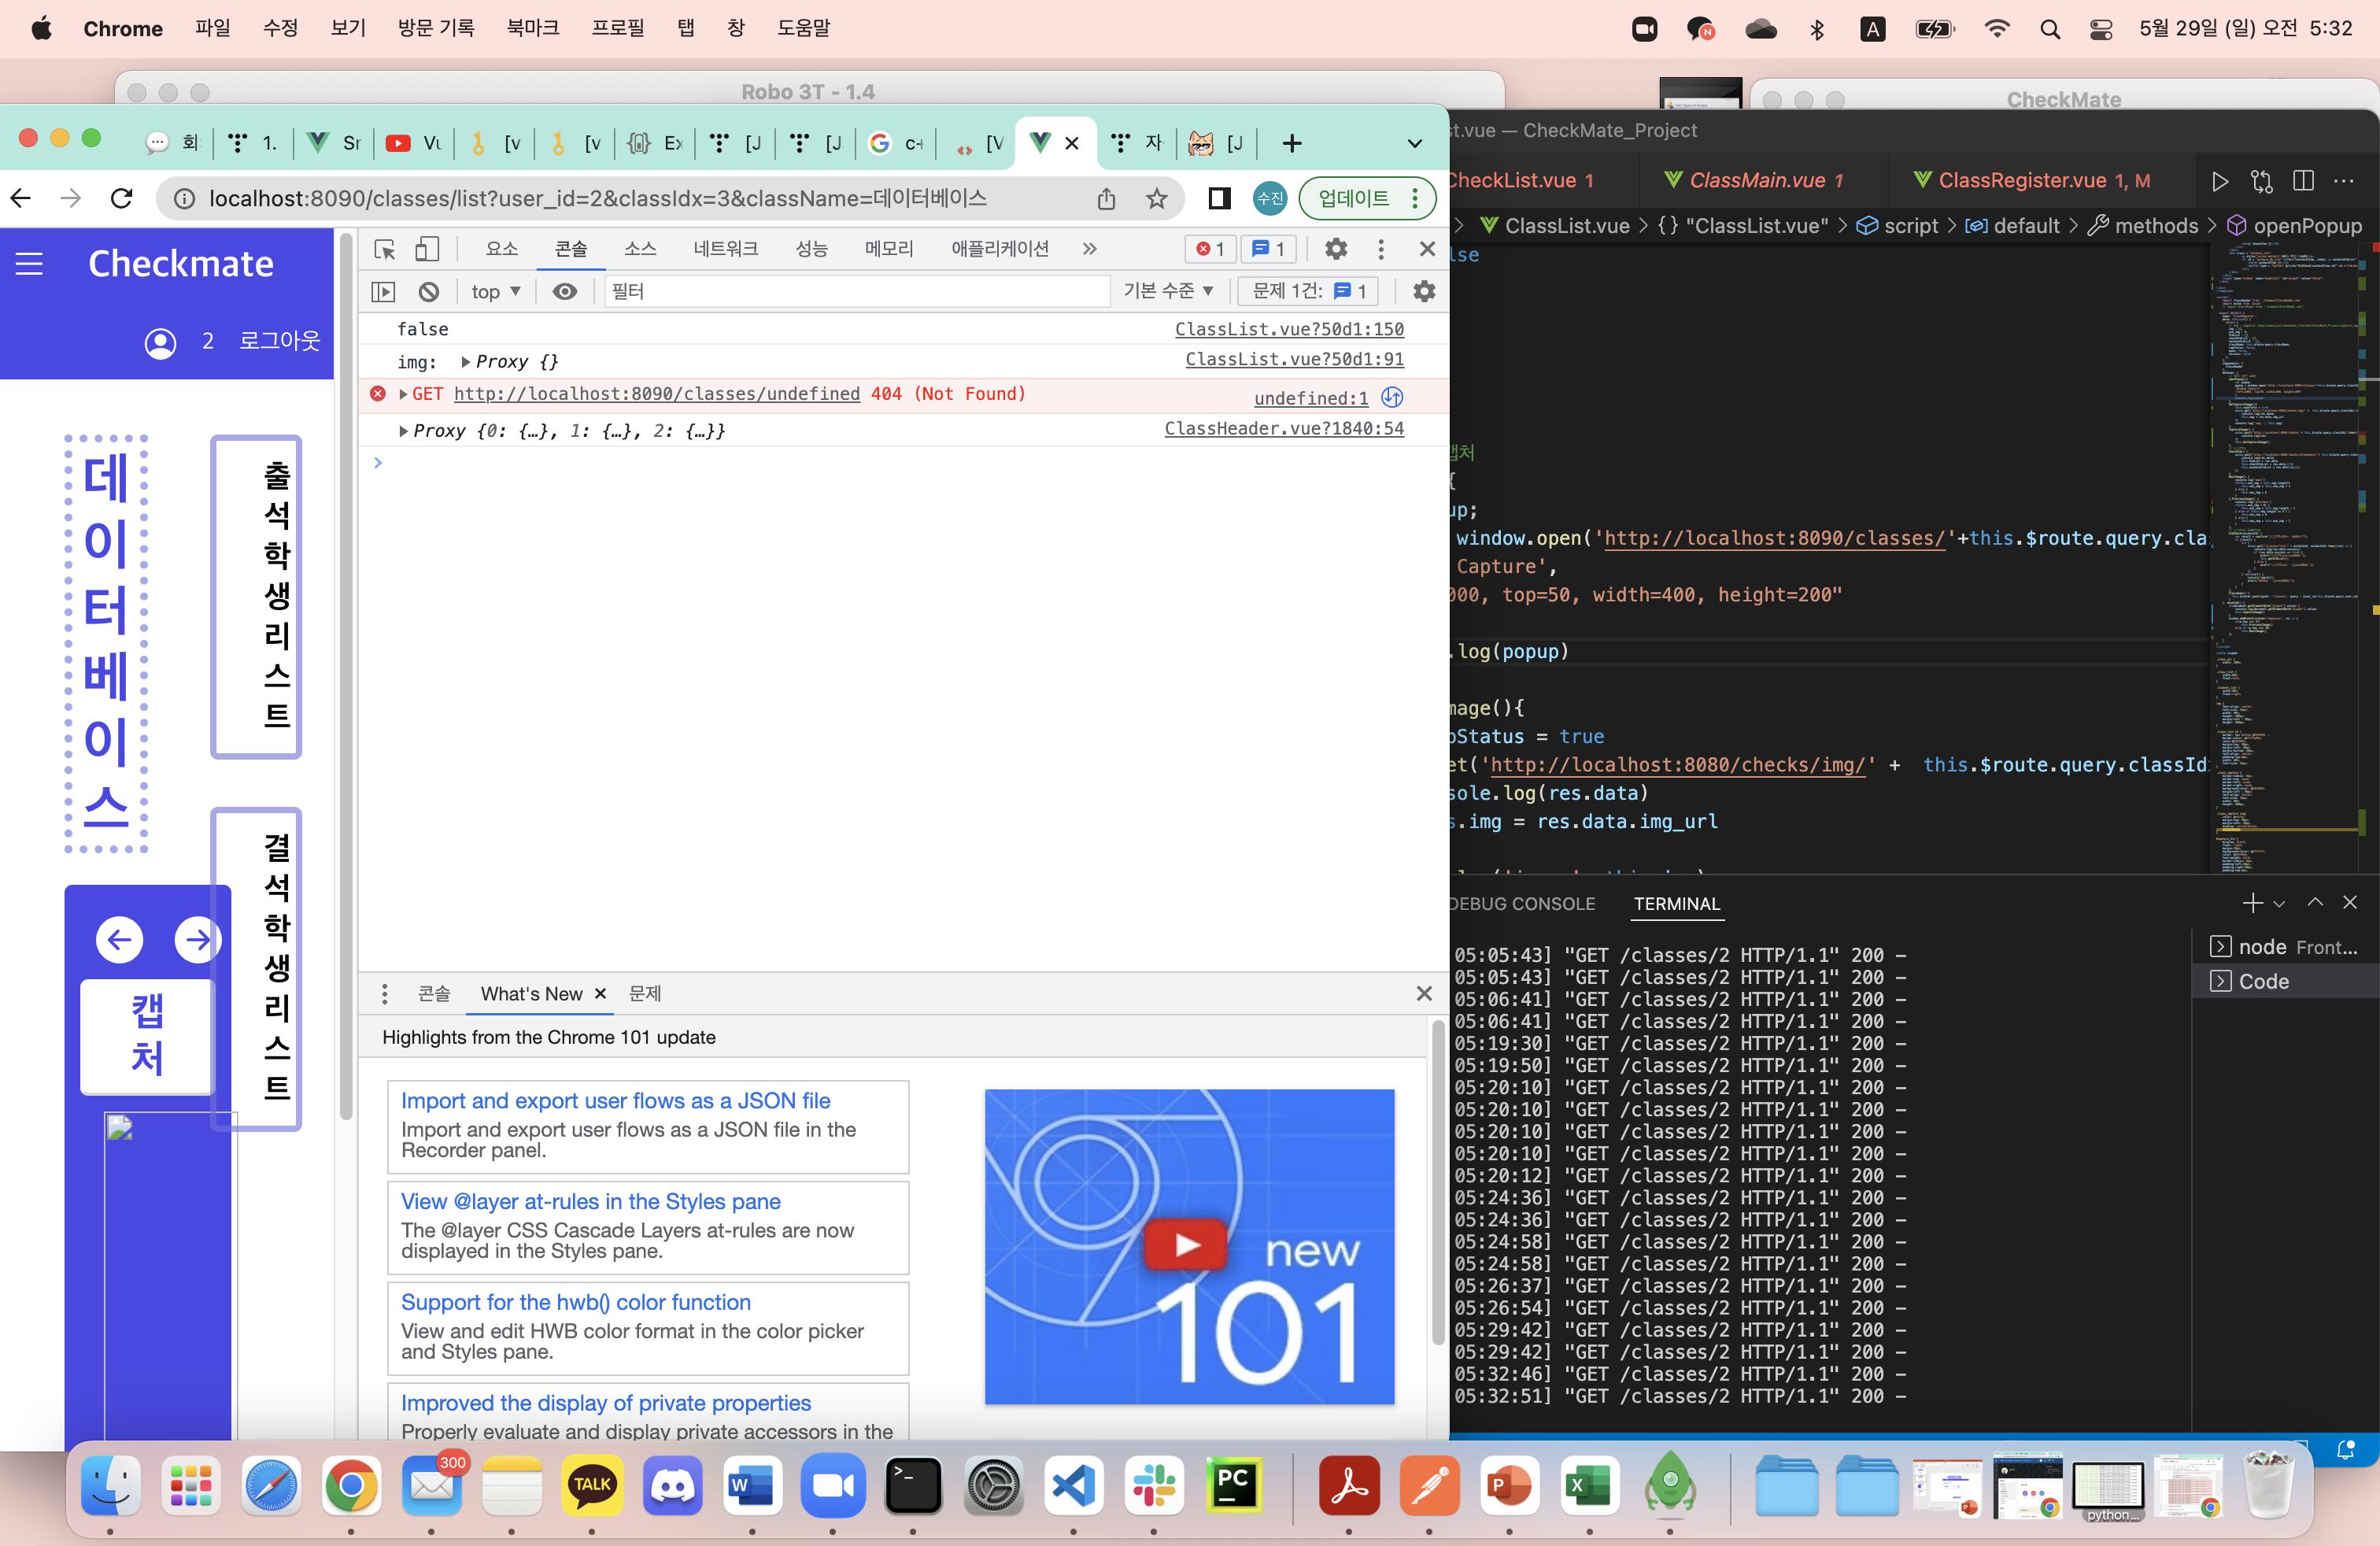 Chrome 파일 수정 보기 방문 기록 북마크 프로필 탭 창 도움말
A 5월 29일 (일) 오전 5:32
Robo 3T - 1.4
CheckMate
localhost:8090/classes/list?user_id=2&classIdx=3&className=데이터베이스
수진
업데이트
Checkmate
2 로그아웃
데이터베이스
출석학생리스트
결석학생리스트
캡처
요소 콘솔 소스 네트워크 성능 메모리 애플리케이션 1 1
top 필터 기본 수준 문제 1건: 1
false ClassList.vue?50d1:150
img: Proxy {} ClassList.vue?50d1:91
GET http://localhost:8090/classes/undefined 404 (Not Found) undefined:1
Proxy {0: {…}, 1: {…}, 2: {…}} ClassHeader.vue?1840:54
콘솔 What's New 문제
Highlights from the Chrome 101 update
Import and export user flows as a JSON file
Import and export user flows as a JSON file in the
Recorder panel.
View @layer at-rules in the Styles pane
The @layer CSS Cascade Layers at-rules are now
displayed in the Styles pane.
Support for the hwb() color function
View and edit HWB color format in the color picker
and Styles pane.
Improved the display of private properties
Properly evaluate and display private accessors in the
new
101
st.vue — CheckMate_Project
CheckList.vue 1 ClassMain.vue 1 ClassRegister.vue 1, M
ClassList.vue {} "ClassList.vue" script default methods openPopup
lse
캡처
{
up;
window.open('http://localhost:8090/classes/'+this.$route.query.cla
Capture',
000, top=50, width=400, height=200"
.log(popup)
mage(){
pStatus = true
et('http://localhost:8080/checks/img/' + this.$route.query.classId
sole.log(res.data)
s.img = res.data.img_url
DEBUG CONSOLE TERMINAL
node Front...
Code
05:05:43] "GET /classes/2 HTTP/1.1" 200 -
05:05:43] "GET /classes/2 HTTP/1.1" 200 -
05:06:41] "GET /classes/2 HTTP/1.1" 200 -
05:06:41] "GET /classes/2 HTTP/1.1" 200 -
05:19:30] "GET /classes/2 HTTP/1.1" 200 -
05:19:50] "GET /classes/2 HTTP/1.1" 200 -
05:20:10] "GET /classes/2 HTTP/1.1" 200 -
05:20:10] "GET /classes/2 HTTP/1.1" 200 -
05:20:10] "GET /classes/2 HTTP/1.1" 200 -
05:20:10] "GET /classes/2 HTTP/1.1" 200 -
05:20:12] "GET /classes/2 HTTP/1.1" 200 -
05:24:36] "GET /classes/2 HTTP/1.1" 200 -
05:24:36] "GET /classes/2 HTTP/1.1" 200 -
05:24:58] "GET /classes/2 HTTP/1.1" 200 -
05:24:58] "GET /classes/2 HTTP/1.1" 200 -
05:26:37] "GET /classes/2 HTTP/1.1" 200 -
05:26:54] "GET /classes/2 HTTP/1.1" 200 -
05:29:42] "GET /classes/2 HTTP/1.1" 200 -
05:29:42] "GET /classes/2 HTTP/1.1" 200 -
05:32:46] "GET /classes/2 HTTP/1.1" 200 -
05:32:51] "GET /classes/2 HTTP/1.1" 200 -
300
TALK
PC
python...